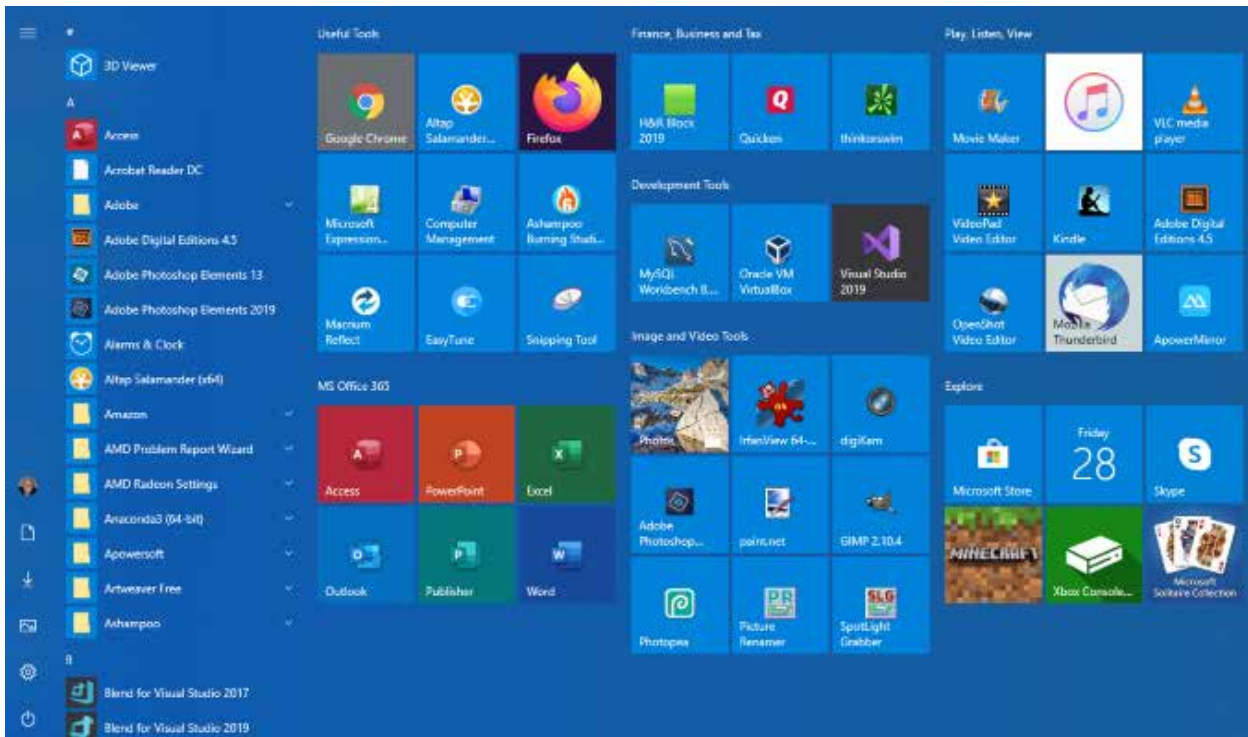 #
3D Viewer
A
Access
Acrobat Reader DC
Adobe
Adobe Digital Editions 4.5
Adobe Photoshop Elements 13
Adobe Photoshop Elements 2019
Alarms & Clock
Altap Salamander (x64)
Amazon
AMD Problem Report Wizard
AMD Radeon Settings
Anaconda3 (64-bit)
Apowersoft
Artweaver Free
Ashampoo
B
Blend for Visual Studio 2017
Blend for Visual Studio 2019
Useful Tools
Google Chrome
Altap
Salamander...
Firefox
Microsoft
Expression...
Computer
Management
Ashampoo
Burning Studi...
Macrium
Reflect
EasyTune
Snipping Tool
MS Office 365
Access
PowerPoint
Excel
Outlook
Publisher
Word
Finance, Business and Tax
H&R Block
2019
Quicken
thinkorswim
Development Tools
MySQL
Workbench 8....
Oracle VM
VirtualBox
Visual Studio
2019
Image and Video Tools
Photos
IrfanView 64-...
digiKam
Adobe
Photoshop...
paint.net
GIMP 2.10.4
Photopea
PR
Picture
Renamer
SLG
SpotLight
Grabber
Play, Listen, View
Movie Maker
VLC media
player
VideoPad
Video Editor
Kindle
Adobe Digital
Editions 4.5
OpenShot
Video Editor
Mozilla
Thunderbird
ApowerMirror
Explore
Microsoft Store
Friday
28
Skype
MINECRAFT
Xbox Console...
Microsoft
Solitaire Collection